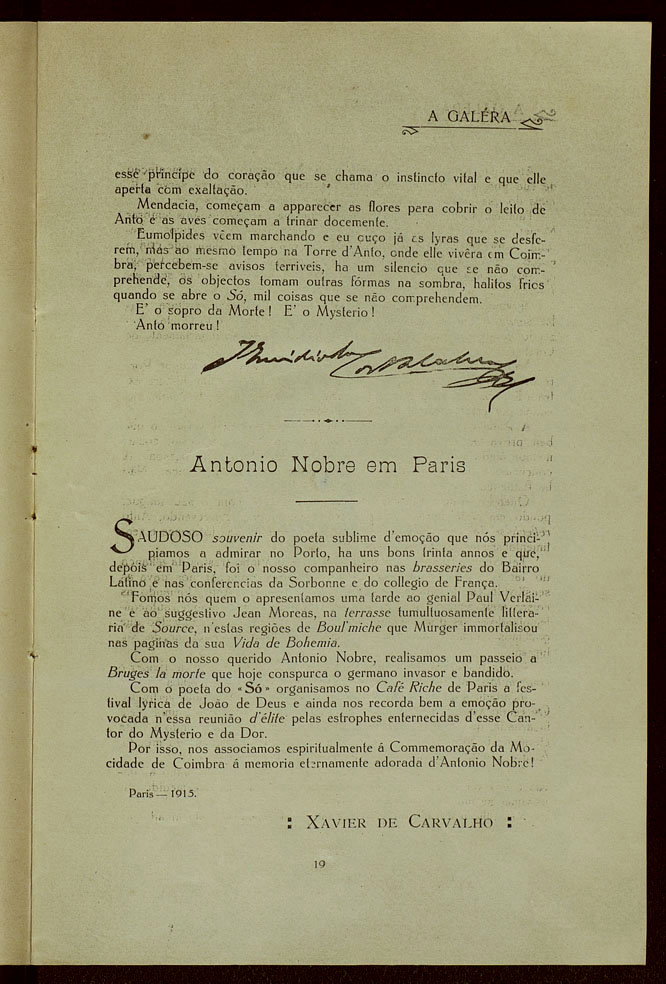 A GALÉRA
esse principe do coração que se chama o instincto vital e que elle
aperta com exaltação.
Mendacia, começam a apparecer as flores para cobrir o leito de
Anto e as aves começam a trinar docemente.
Eumolpides vêem marchando e eu ouço já as lyras que se desfe-
rem, mas ao mesmo tempo na Torre d'Anto, onde elle vivêra em Coim-
bra, percebem-se avisos terriveis, ha um silencio que se não com-
prehende, os objectos tomam outras fórmas na sombra, halitos frios
quando se abre o Só, mil coisas que se não comprehendem.
E' o sopro da Morte! E' o Mysterio!
Anto morreu!
Antonio Nobre em Paris
SAUDOSO souvenir do poeta sublime d'emoção que nós princi-
piamos a admirar no Porto, ha uns bons trinta annos e que,
depois em Paris, foi o nosso companheiro nas brasseries do Bairro
Latino e nas conferencias da Sorbonne e do collegio de França.
Fomos nós quem o apresentamos uma tarde ao genial Paul Verlai-
ne e ao suggestivo Jean Moreas, na terrasse tumultuosamente littera-
ria de Source, n'estas regiões de Boul'miche que Murger immortalisou
nas paginas da sua Vida de Bohemia.
Com o nosso querido Antonio Nobre, realisamos um passeio a
Bruges la morte que hoje conspurca o germano invasor e bandido.
Com o poeta do «Só» organisamos no Café Riche de Paris a fes-
tival lyrica de João de Deus e ainda nos recorda bem a emoção pro-
vocada n'essa reunião d'élite pelas estrophes enternecidas d'esse Can-
tor do Mysterio e da Dor.
Por isso, nos associamos espiritualmente á Commemoração da Mo-
cidade de Coimbra á memoria eternamente adorada d'Antonio Nobre!
Paris — 1915.
: XAVIER DE CARVALHO :
19